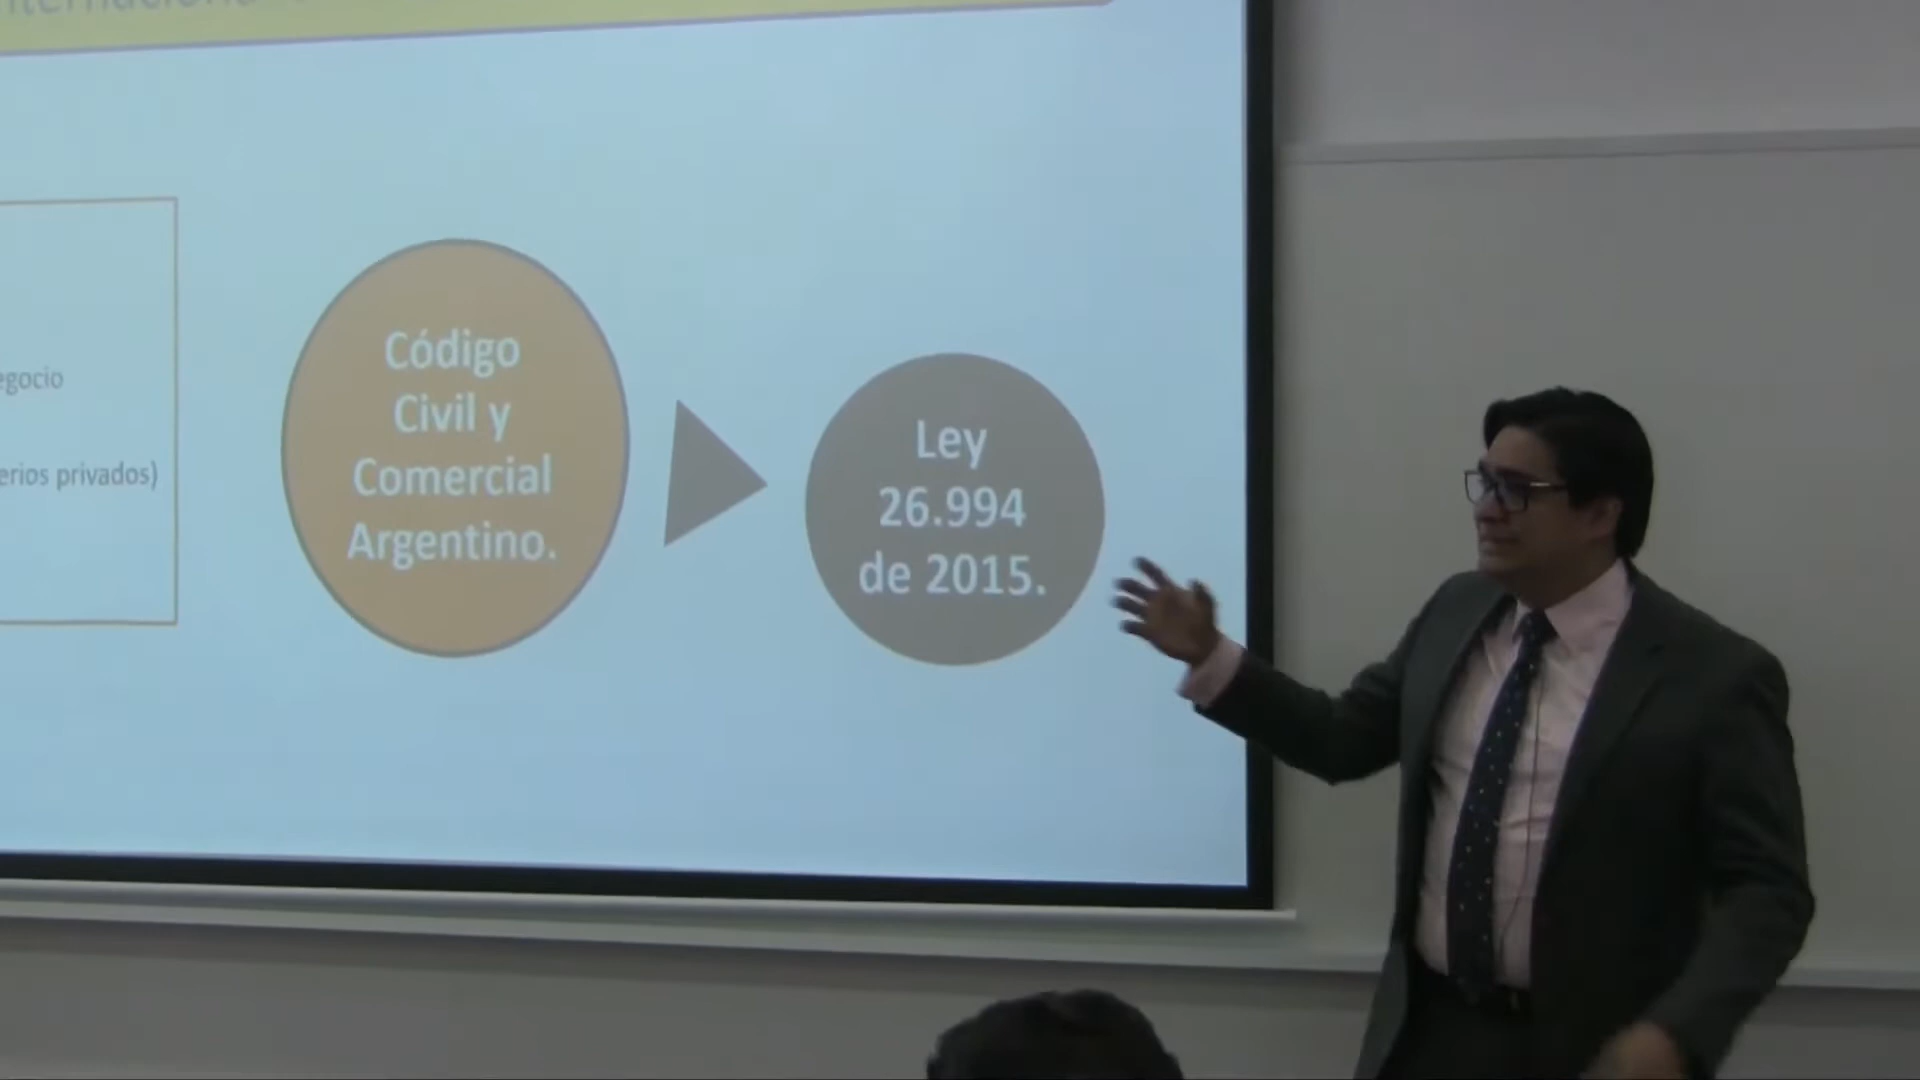 egocio
erios privados)
Código
Civil y
Comercial
Argentino.
Ley
26.994
de 2015.